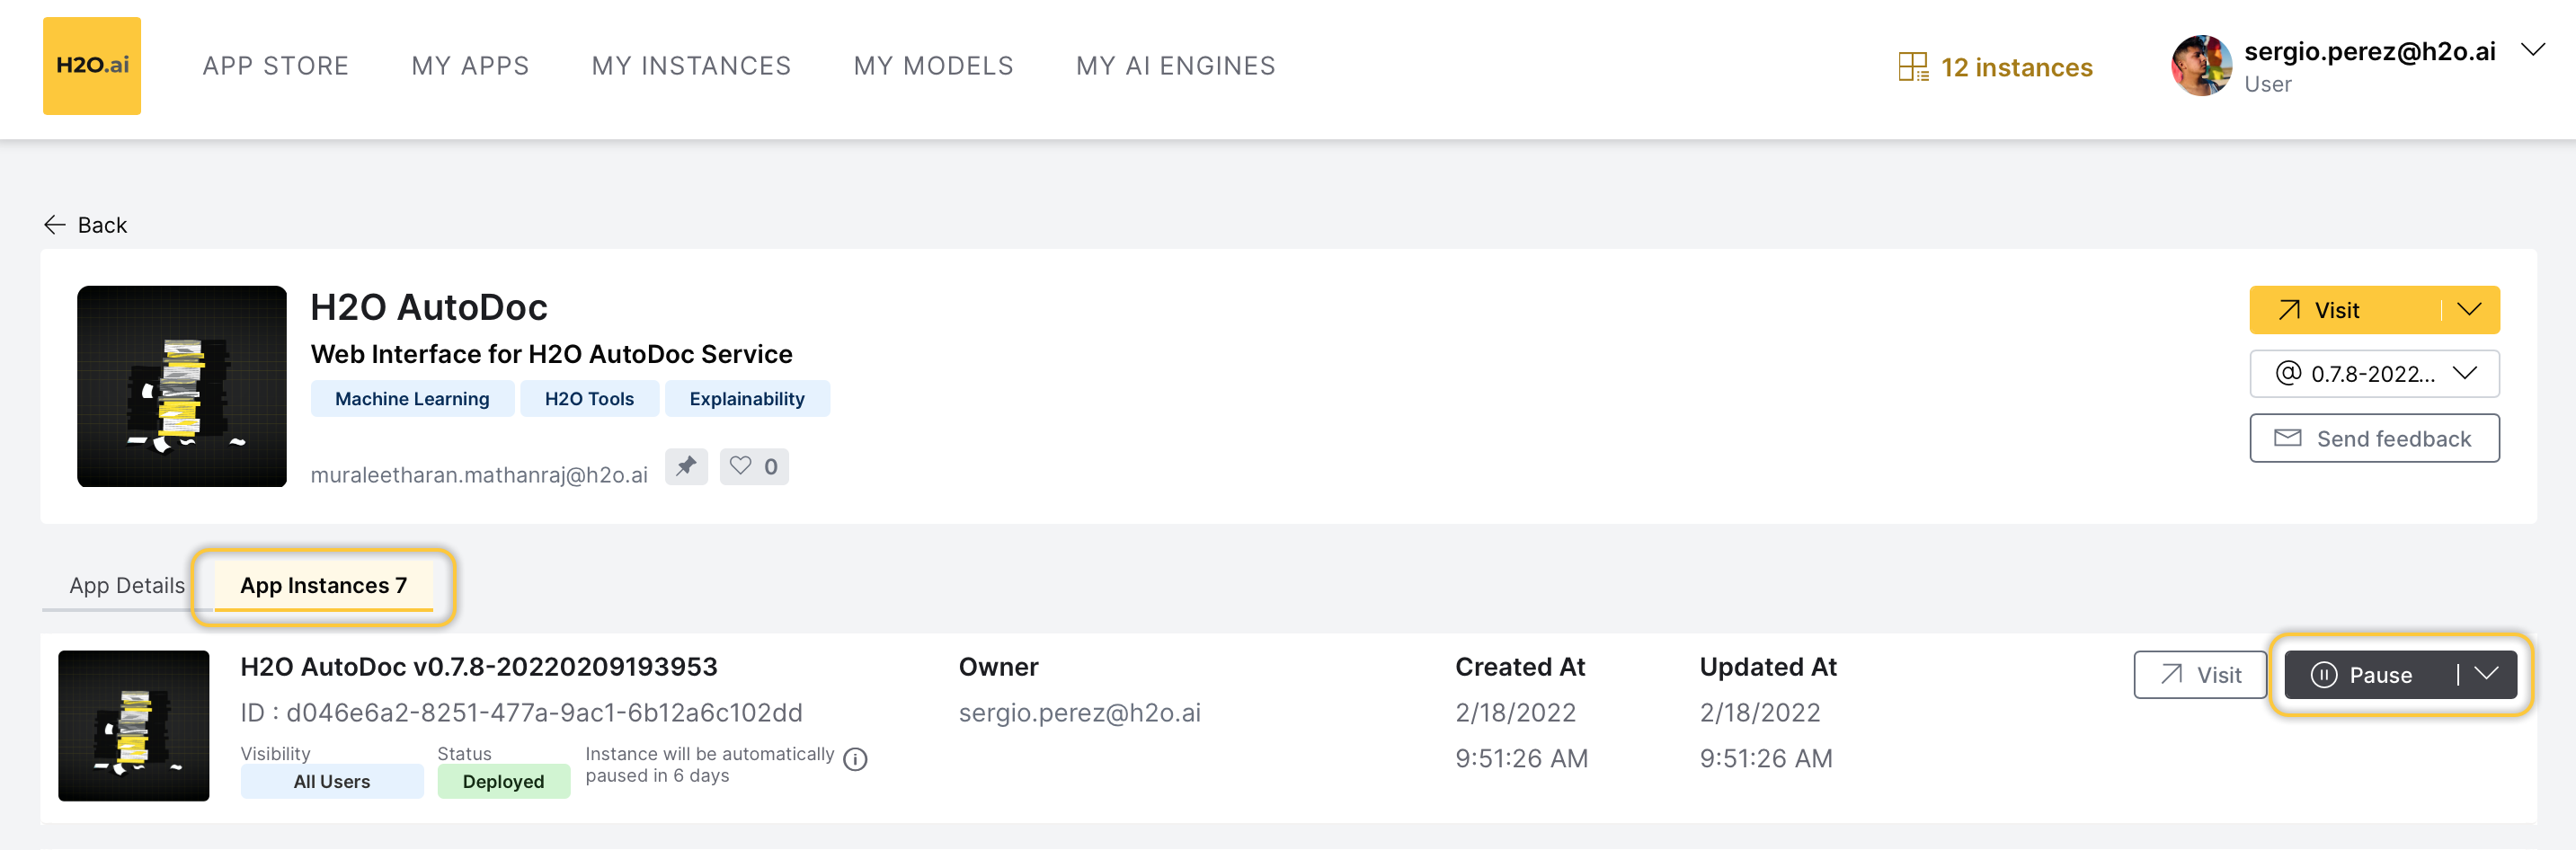 H2O.ai
APP STORE
MY APPS
MY INSTANCES
MY MODELS
MY AI ENGINES
12 instances
sergio.perez@h2o.ai
User
Back
H2O AutoDoc
Web Interface for H2O AutoDoc Service
Machine Learning
H2O Tools
Explainability
muraleetharan.mathanraj@h2o.ai
0
Visit
@ 0.7.8-2022...
Send feedback
App Details
App Instances 7
H2O AutoDoc v0.7.8-20220209193953
ID : d046e6a2-8251-477a-9ac1-6b12a6c102dd
Visibility
All Users
Status
Deployed
Instance will be automatically
paused in 6 days
Owner
sergio.perez@h2o.ai
Created At
2/18/2022
9:51:26 AM
Updated At
2/18/2022
9:51:26 AM
Visit
Pause